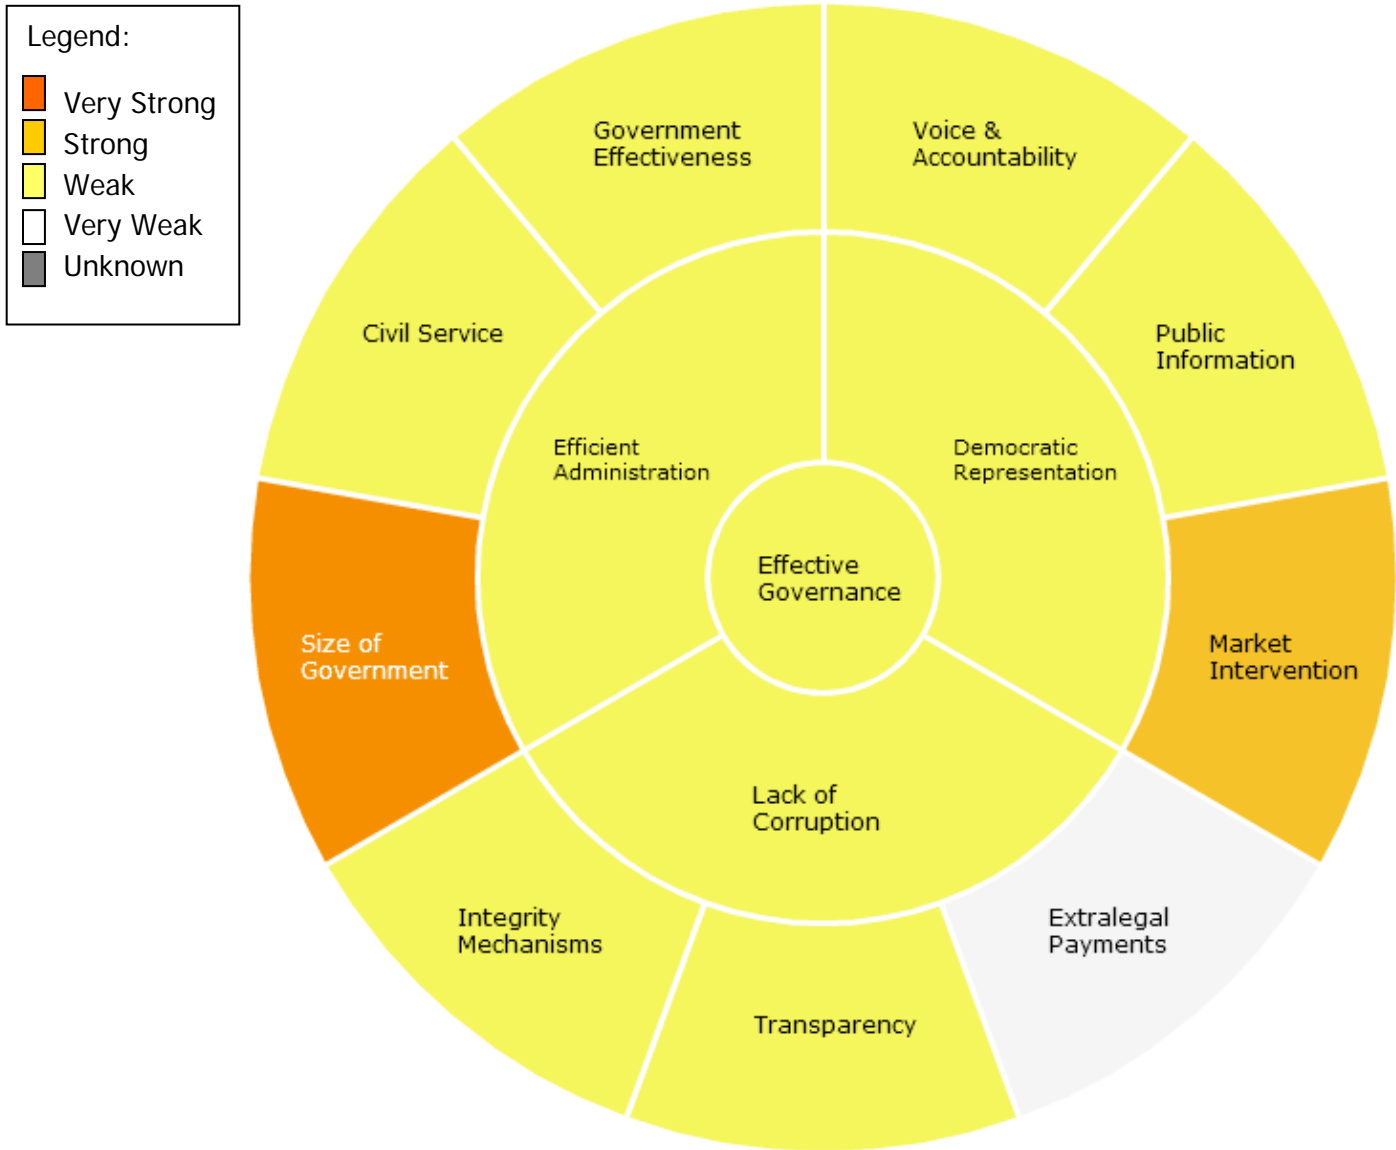 Legend:
Very Strong
Strong
Weak
Very Weak
Unknown
Government
Effectiveness
Voice &
Accountability
Civil Service
Public
Information
Efficient
Administration
Democratic
Representation
Effective
Governance
Size of
Government
Market
Intervention
Lack of
Corruption
Integrity
Mechanisms
Extralegal
Payments
Transparency